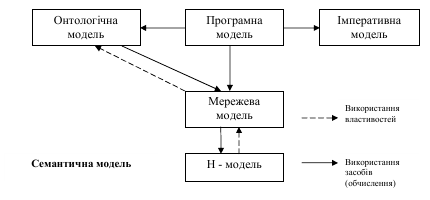 Онтологічна
модель
Програмна
модель
Імперативна
модель
Мережева
модель
Використання
властивостей
Н - модель
Семантична модель
Використання
засобів
(обчислення)